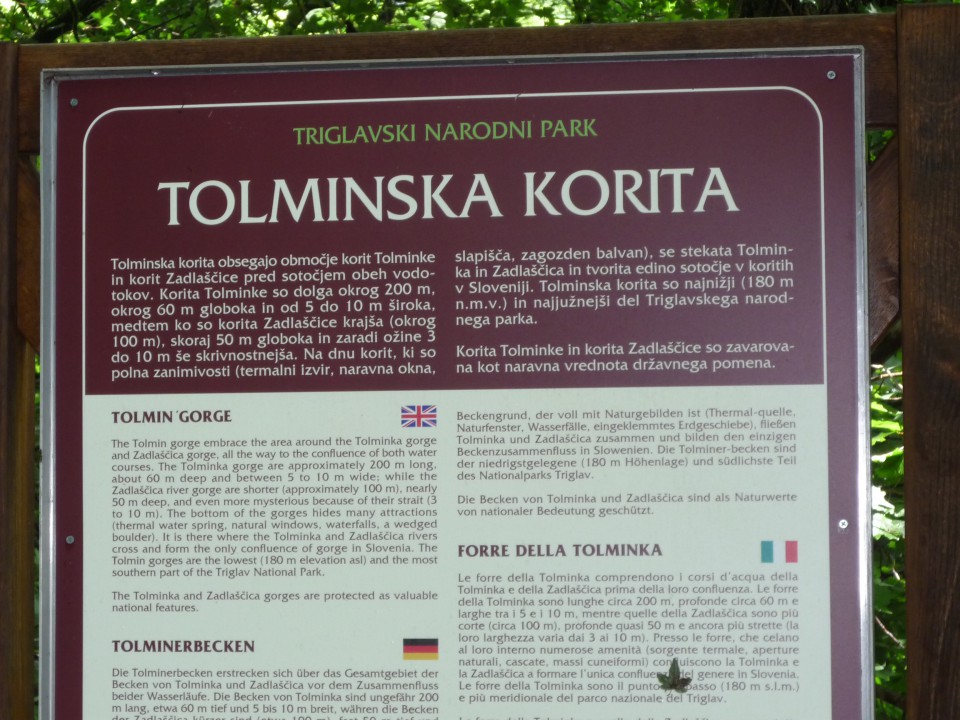 TRIGLAVSKI NARODNI PARK
TOLMINSKA KORITA
Tolminska korita obsegajo območje korit Tolminke
in korit Zadlaščice pred sotočjem obeh vodo-
tokov. Korita Tolminke so dolga okrog 200 m,
okrog 60 m globoka in od 5 do 10 m široka,
medtem ko so korita Zadlaščice krajša (okrog
100 m), skoraj 50 m globoka in zaradi ožine 3
do 10 m še skrivnostnejša. Na dnu korit, ki so
polna zanimivosti (termalni izvir, naravna okna,
slapišča, zagozden balvan), se stekata Tolmin-
ka in Zadlaščica in tvorita edino sotočje v koritih
v Sloveniji. Tolminska korita so najnižji (180 m
n.m.v.) in najjužnejši del Triglavskega narod-
nega parka.
Korita Tolminke in korita Zadlaščice so zavarova-
na kot naravna vrednota državnega pomena.
TOLMIN GORGE
The Tolmin gorge embrace the area around the Tolminka gorge
and Zadlaščica gorge, all the way to the confluence of both water
courses. The Tolminka gorge are approximately 200 m long,
about 60 m deep and between 5 to 10 m wide; while the
Zadlaščica river gorge are shorter (approximately 100 m), nearly
50 m deep, and even more mysterious because of their strait (3
to 10 m). The bottom of the gorges hides many attractions
(thermal water spring, natural windows, waterfalls, a wedged
boulder). It is there where the Tolminka and Zadlaščica rivers
cross and form the only confluence of gorge in Slovenia. The
Tolmin gorges are the lowest (180 m elevation asl) and the most
southern part of the Triglav National Park.
The Tolminka and Zadlaščica gorges are protected as valuable
national features.
TOLMINERBECKEN
Die Tolminerbecken erstrecken sich über das Gesamtgebiet der
Becken von Tolminka und Zadlaščica vor dem Zusammenfluss
beider Wasserläufe. Die Becken von Tolminka sind ungefähr 200
m lang, etwa 60 m tief und 5 bis 10 m breit, währen die Becken
der Zadlaščica kürzer sind (etwa 100 m), fast 50 m tief und
Beckengrund, der voll mit Naturgebilden ist (Thermal-quelle,
Naturfenster, Wasserfälle, eingeklemmtes Erdgeschiebe), fließen
Tolminka und Zadlaščica zusammen und bilden den einzigen
Beckenzusammenfluss in Slowenien. Die Tolminer-becken sind
der niedrigstgelegene (180 m Höhenlage) und südlichste Teil
des Nationalparks Triglav.
Die Becken von Tolminka und Zadlaščica sind als Naturwerte
von nationaler Bedeutung geschützt.
FORRE DELLA TOLMINKA
Le forre della Tolminka comprendono i corsi d'acqua della
Tolminka e della Zadlaščica prima della loro confluenza. Le forre
della Tolminka sono lunghe circa 200 m, profonde circa 60 m e
larghe tra i 5 e i 10 m, mentre quelle della Zadlaščica sono più
corte (circa 100 m), profonde quasi 50 m e ancora più strette (la
loro larghezza varia dai 3 ai 10 m). Presso le forre, che celano
al loro interno numerose amenità (sorgente termale, aperture
naturali, cascate, massi cuneiformi) la Tolminka e
la Zadlaščica a formare l'unica del genere in Slovenia.
Le forre della Tolminka sono il punto (180 m s.l.m.)
e più meridionale del parco nazionale del Triglav.